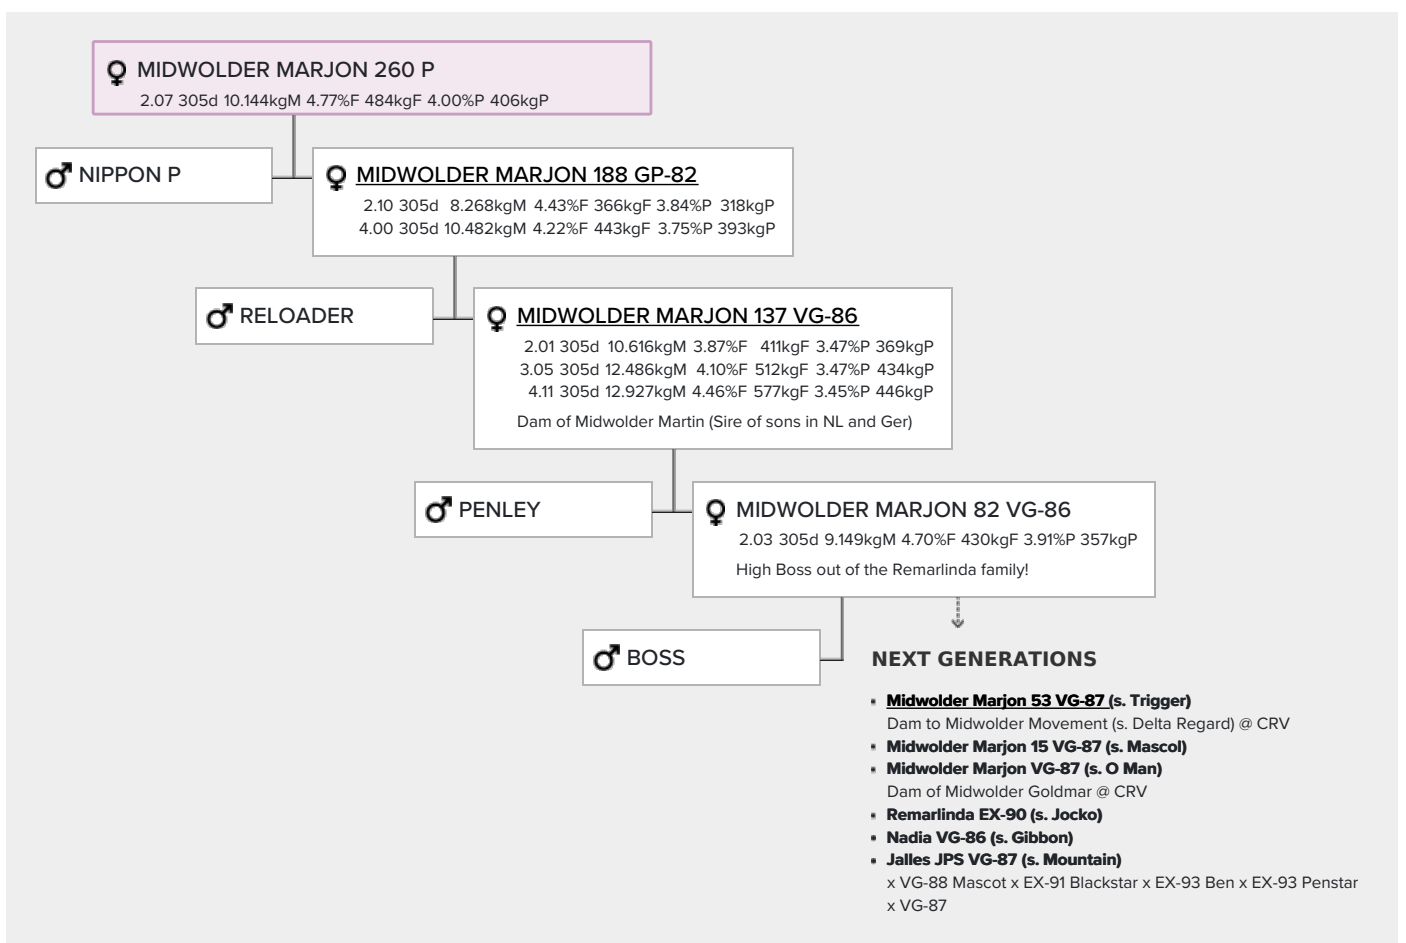 MIDWOLDER MARJON 260 P
2.07 305d 10.144kgM 4.77%F 484kgF 4.00%P 406kgP
NIPPON P
MIDWOLDER MARJON 188 GP-82
2.10 305d 8.268kgM 4.43%F 366kgF 3.84%P 318kgP
4.00 305d 10.482kgM 4.22%F 443kgF 3.75%P 393kgP
RELOADER
MIDWOLDER MARJON 137 VG-86
2.01 305d 10.616kgM 3.87%F 411kgF 3.47%P 369kgP
3.05 305d 12.486kgM 4.10%F 512kgF 3.47%P 434kgP
4.11 305d 12.927kgM 4.46%F 577kgF 3.45%P 446kgP
Dam of Midwolder Martin (Sire of sons in NL and Ger)
PENLEY
MIDWOLDER MARJON 82 VG-86
2.03 305d 9.149kgM 4.70%F 430kgF 3.91%P 357kgP
High Boss out of the Remarlinda family!
BOSS
NEXT GENERATIONS
Midwolder Marjon 53 VG-87 (s. Trigger)
Dam to Midwolder Movement (s. Delta Regard) @ CRV
Midwolder Marjon 15 VG-87 (s. Mascol)
Midwolder Marjon VG-87 (s. O Man)
Dam of Midwolder Goldmar @ CRV
Remarlinda EX-90 (s. Jocko)
Nadia VG-86 (s. Gibbon)
Jalles JPS VG-87 (s. Mountain)
x VG-88 Mascot x EX-91 Blackstar x EX-93 Ben x EX-93 Penstar
x VG-87